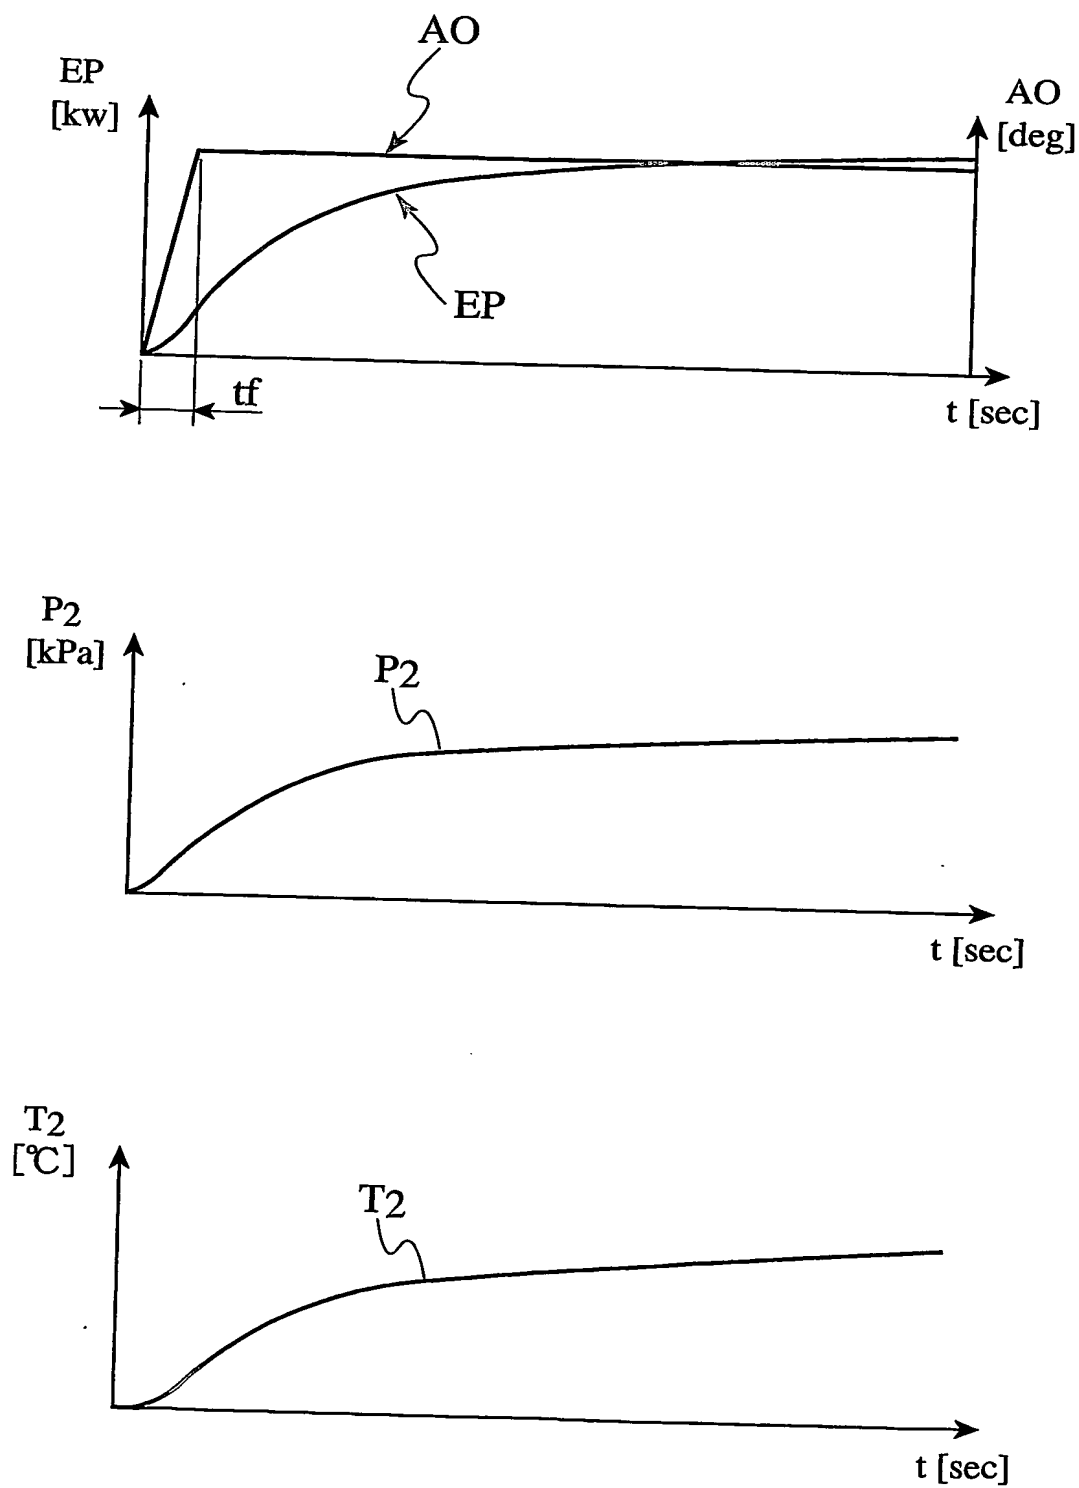 AO
EP
[kw]
AO
[deg]
EP
tf
t [sec]
P2
[kPa]
P2
t [sec]
T2
[℃]
T2
t [sec]